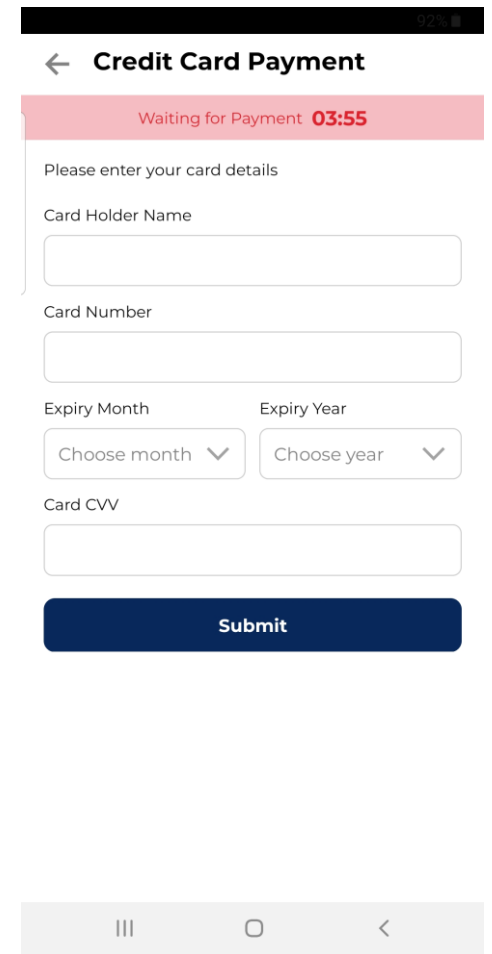 92%
Credit Card Payment
Waiting for Payment 03:55
Please enter your card details
Card Holder Name
Card Number
Expiry Month Expiry Year
Choose month Choose year
Card CVV
Submit